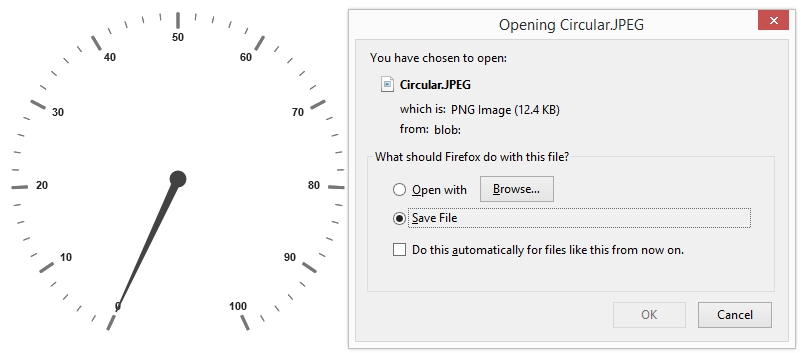 50
40
60
30
70
20
80
10
90
0
100
Opening Circular.JPEG
You have chosen to open:
Circular.JPEG
which is: PNG Image (12.4 KB)
from: blob:
What should Firefox do with this file?
Open with Browse...
Save File
Do this automatically for files like this from now on.
OK Cancel